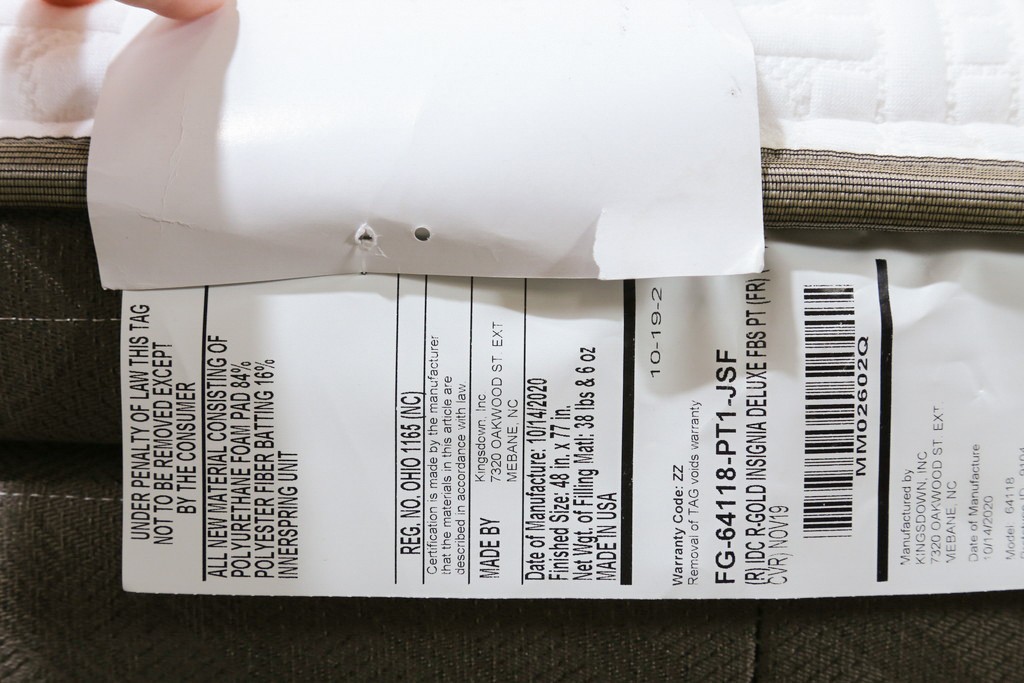 UNDER PENALTY OF LAW THIS TAG
NOT TO BE REMOVED EXCEPT
BY THE CONSUMER
ALL NEW MATERIAL CONSISTING OF
POLYURETHANE FOAM PAD 84%
POLYESTER FIBER BATTING 16%
INNERSPRING UNIT
REG. NO. OHIO 1165 (NC)
Certification is made by the manufacturer
that the materials in this article are
described in accordance with law.
MADE BY
Kingsdown, Inc
7320 OAKWOOD ST. EXT
MEBANE, NC
Date of Manufacture: 10/14/2020
Finished Size: 48 in. x 77 in.
Net Wgt. of Filling Matl: 38 lbs & 6 oz
MADE IN USA
10-19-2
Warranty Code: ZZ
Removal of TAG voids warranty
FG-64118-PT1-JSF
(R) IDC R-GOLD INSIGNIA DELUXE FBS PT (FR)
CVR) NOV19
MM02602Q
Manufactured by
KINGSDOWN, INC
7320 OAKWOOD ST. EXT
MEBANE, NC
Date of Manufacture
10/14/2020
Model: 64118